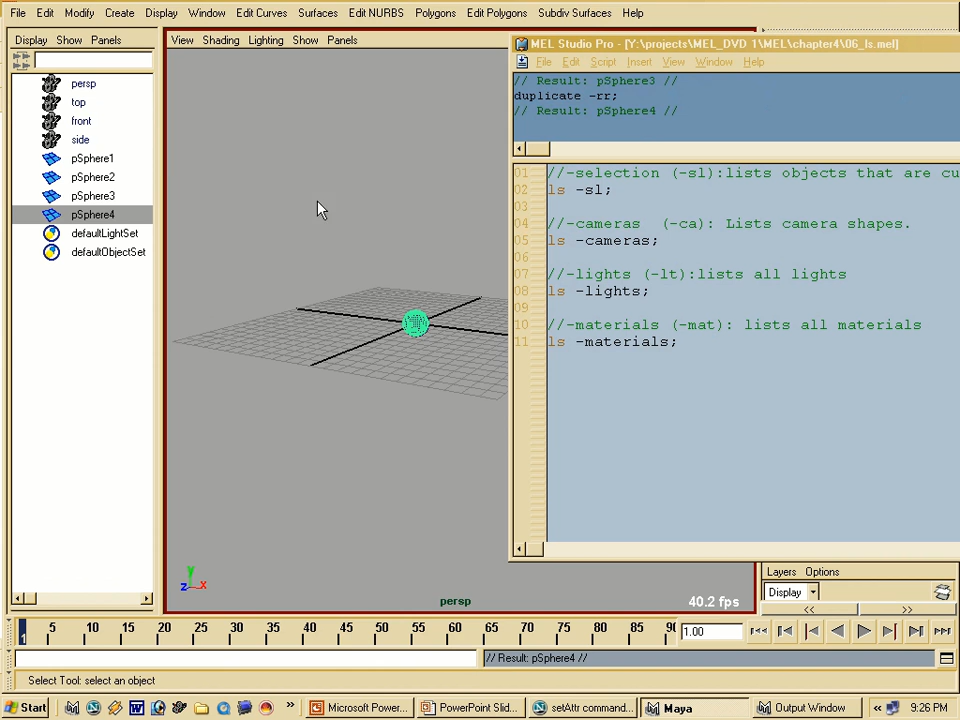 File Edit Modify Create Display Window Edit Curves Surfaces Edit NURBS Polygons Edit Polygons Subdiv Surfaces Help
Display Show Panels
View Shading Lighting Show Panels
MEL Studio Pro - [Y:\projects\MEL_DVD 1\MEL\chapter4\06_ls.mel]
File Edit Script Insert View Window Help
// Result: pSphere3 //
duplicate -rr;
// Result: pSphere4 //
persp
top
front
side
pSphere1
pSphere2
pSphere3
pSphere4
defaultLightSet
defaultObjectSet
01 //-selection (-sl):lists objects that are cu
02 ls -sl;
03
04 //-cameras (-ca): Lists camera shapes.
05 ls -cameras;
06
07 //-lights (-lt):lists all lights
08 ls -lights;
09
10 //-materials (-mat): lists all materials
11 ls -materials;
y
z x
persp
40.2 fps
Layers Options
Display
<< >>
1 5 10 15 20 25 30 35 40 45 50 55 60 65 70 75 80 85 90
1.00
// Result: pSphere4 //
Select Tool: select an object
Start Microsoft Power... PowerPoint Slid... setAttr command... Maya Output Window 9:26 PM